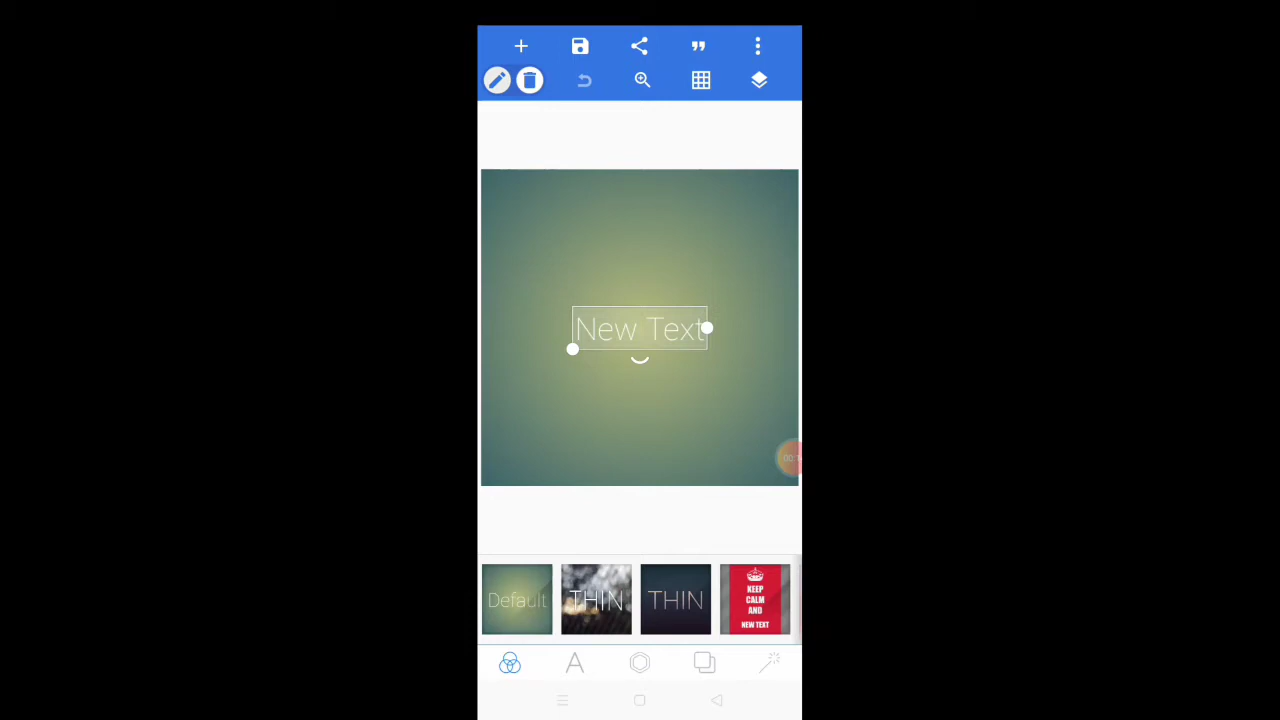 New Text
Default
THIN
THIN
KEEP
CALM
AND
NEW TEXT